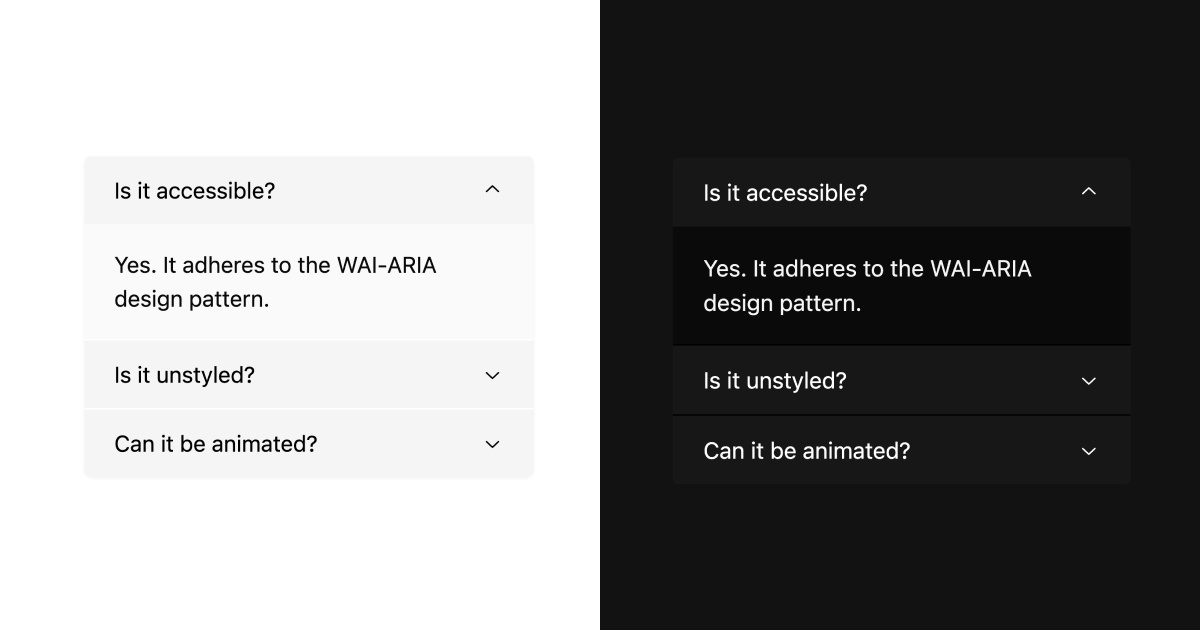 Is it accessible?
Yes. It adheres to the WAI-ARIA
design pattern.
Is it unstyled?
Can it be animated?
Is it accessible?
Yes. It adheres to the WAI-ARIA
design pattern.
Is it unstyled?
Can it be animated?